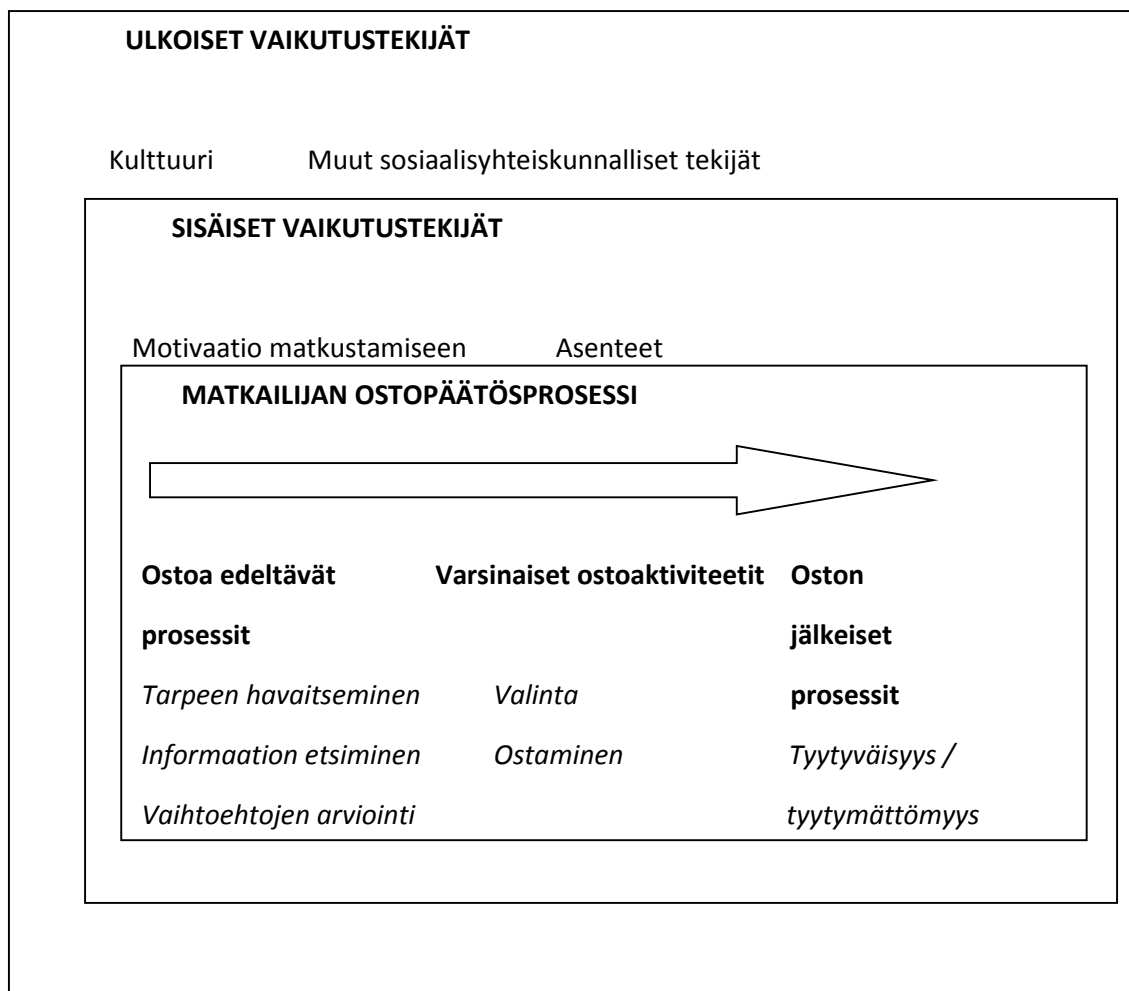 ULKOISET VAIKUTUSTEKIJÄT
Kulttuuri Muut sosiaalisyhteiskunnalliset tekijät
SISÄISET VAIKUTUSTEKIJÄT
Motivaatio matkustamiseen Asenteet
MATKAILIJAN OSTOPÄÄTÖSPROSESSI
Ostoa edeltävät Varsinaiset ostoaktiviteetit Oston
prosessit jälkeiset
Tarpeen havaitseminen Valinta prosessit
Informaation etsiminen Ostaminen Tyytyväisyys /
Vaihtoehtojen arviointi tyytymättömyys